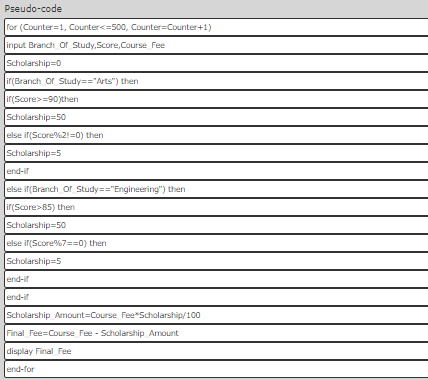 Pseudo-code
for (Counter=1, Counter<=500, Counter=Counter+1)
input Branch_Of_Study,Score,Course_Fee
Scholarship=0
if(Branch_Of_Study=="Arts") then
if(Score>=90)then
Scholarship=50
else if(Score%2!=0) then
Scholarship=5
end-if
else if(Branch_Of_Study=="Engineering") then
if(Score>85) then
Scholarship=50
else if(Score%7==0) then
Scholarship=5
end-if
end-if
Scholarship_Amount=Course_Fee*Scholarship/100
Final_Fee=Course_Fee - Scholarship_Amount
display Final_Fee
end-for